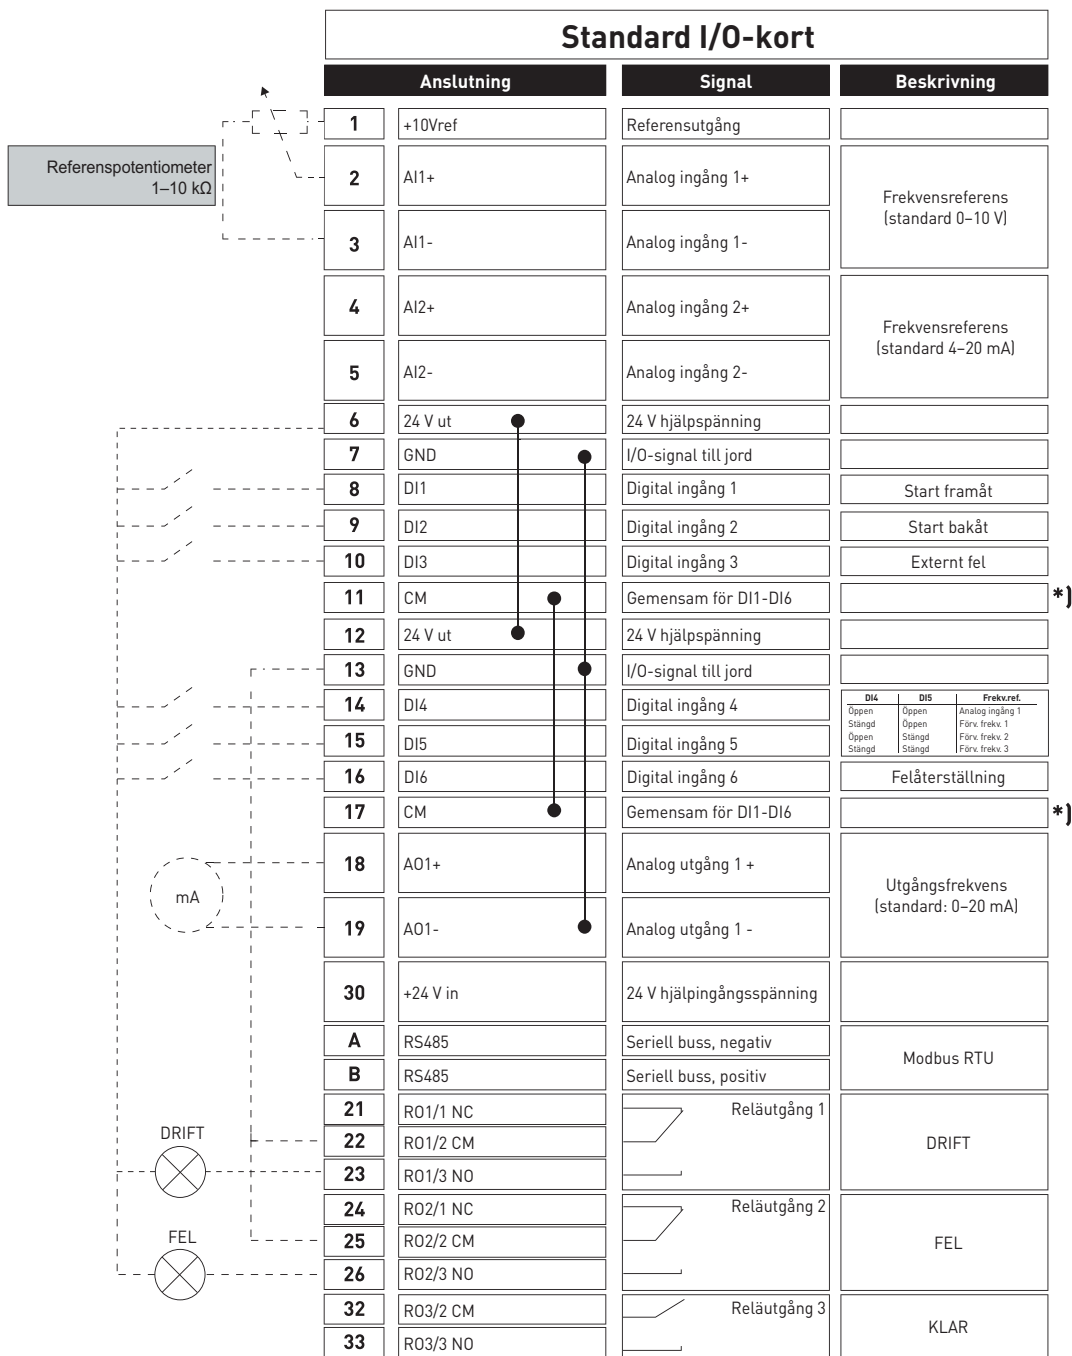 Standard I/O-kort
Anslutning Signal Beskrivning
Referenspotentiometer
1–10 kΩ
1 +10Vref Referensutgång
2 AI1+ Analog ingång 1+
Frekvensreferens
(standard 0–10 V)
3 AI1- Analog ingång 1-
4 AI2+ Analog ingång 2+
Frekvensreferens
(standard 4–20 mA)
5 AI2- Analog ingång 2-
6 24 V ut 24 V hjälpspänning
7 GND I/O-signal till jord
8 DI1 Digital ingång 1 Start framåt
9 DI2 Digital ingång 2 Start bakåt
10 DI3 Digital ingång 3 Externt fel
11 CM Gemensam för DI1-DI6 *)
12 24 V ut 24 V hjälpspänning
13 GND I/O-signal till jord
14 DI4 Digital ingång 4
DI4 DI5 Frekv.ref.
Öppen Öppen Analog ingång 1
Stängd Öppen Förv. frekv. 1
Öppen Stängd Förv. frekv. 2
Stängd Stängd Förv. frekv. 3
15 DI5 Digital ingång 5
16 DI6 Digital ingång 6 Felåterställning
17 CM Gemensam för DI1-DI6 *)
18 AO1+ Analog utgång 1 +
mA
Utgångsfrekvens
(standard: 0–20 mA)
19 AO1- Analog utgång 1 -
30 +24 V in 24 V hjälpingångsspänning
A RS485 Seriell buss, negativ
Modbus RTU
B RS485 Seriell buss, positiv
21 RO1/1 NC Reläutgång 1
DRIFT
22 RO1/2 CM DRIFT
23 RO1/3 NO
24 RO2/1 NC Reläutgång 2
FEL
25 RO2/2 CM FEL
26 RO2/3 NO
32 RO3/2 CM Reläutgång 3
KLAR
33 RO3/3 NO